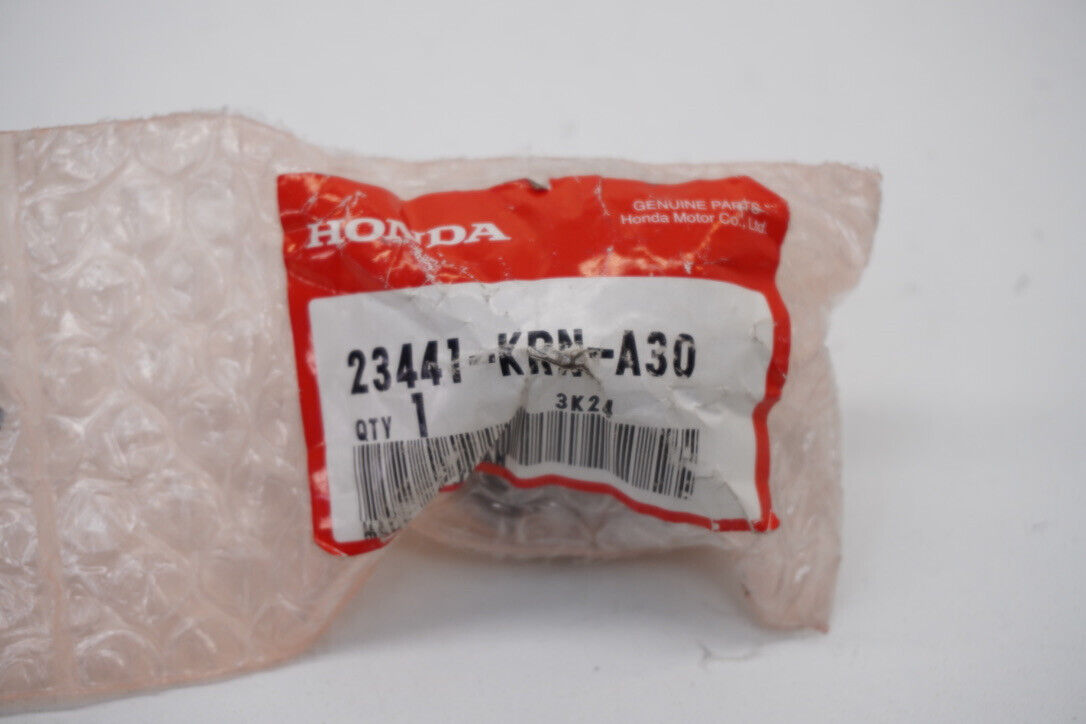 HONDA
GENUINE PARTS
Honda Motor Co., Ltd.
23441-KRN-A30
3K24
QTY 1